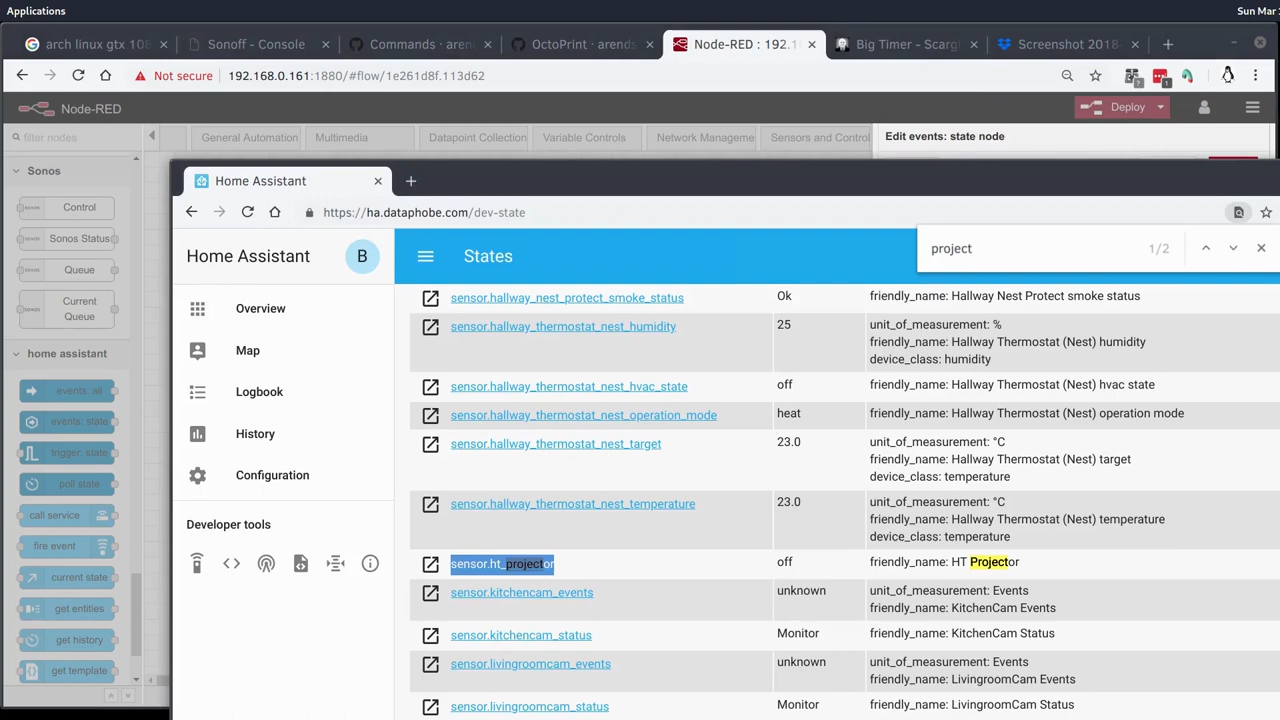 Applications
Sun Mar
arch linux gtx 108
Sonoff - Console
Commands · aren
OctoPrint · arends
Node-RED : 192.1
Big Timer - Scarg
Screenshot 2018-
Not secure
192.168.0.161:1880/#flow/1e261d8f.113d62
7
1
Node-RED
Deploy
filter nodes
General Automation
Multimedia
Datapoint Collection
Variable Controls
Network Manageme
Sensors and Control
Edit events: state node
Sonos
SONOS Control
SONOS Sonos Status
SONOS Queue
SONOS Current Queue
home assistant
events: all
events: state
trigger: state
poll state
call service
fire event
current state
get entities
get history
get template
Home Assistant
https://ha.dataphobe.com/dev-state
project
1/2
Home Assistant
B
States
Overview
Map
Logbook
History
Configuration
Developer tools
sensor.hallway_nest_protect_smoke_status
Ok
friendly_name: Hallway Nest Protect smoke status
sensor.hallway_thermostat_nest_humidity
25
unit_of_measurement: %
friendly_name: Hallway Thermostat (Nest) humidity
device_class: humidity
sensor.hallway_thermostat_nest_hvac_state
off
friendly_name: Hallway Thermostat (Nest) hvac state
sensor.hallway_thermostat_nest_operation_mode
heat
friendly_name: Hallway Thermostat (Nest) operation mode
sensor.hallway_thermostat_nest_target
23.0
unit_of_measurement: °C
friendly_name: Hallway Thermostat (Nest) target
device_class: temperature
sensor.hallway_thermostat_nest_temperature
23.0
unit_of_measurement: °C
friendly_name: Hallway Thermostat (Nest) temperature
device_class: temperature
sensor.ht_projector
off
friendly_name: HT Projector
sensor.kitchencam_events
unknown
unit_of_measurement: Events
friendly_name: KitchenCam Events
sensor.kitchencam_status
Monitor
friendly_name: KitchenCam Status
sensor.livingroomcam_events
unknown
unit_of_measurement: Events
friendly_name: LivingroomCam Events
sensor.livingroomcam_status
Monitor
friendly_name: LivingroomCam Status